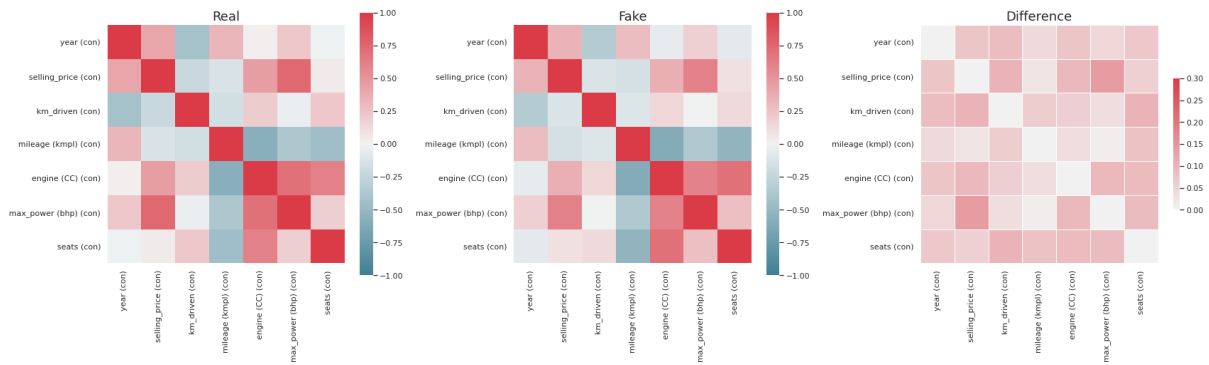 Real
year (con)
selling_price (con)
km_driven (con)
mileage (kmpl) (con)
engine (CC) (con)
max_power (bhp) (con)
seats (con)
year (con)
selling_price (con)
km_driven (con)
mileage (kmpl) (con)
engine (CC) (con)
max_power (bhp) (con)
seats (con)
1.00
0.75
0.50
0.25
0.00
−0.25
−0.50
−0.75
−1.00
Fake
year (con)
selling_price (con)
km_driven (con)
mileage (kmpl) (con)
engine (CC) (con)
max_power (bhp) (con)
seats (con)
year (con)
selling_price (con)
km_driven (con)
mileage (kmpl) (con)
engine (CC) (con)
max_power (bhp) (con)
seats (con)
1.00
0.75
0.50
0.25
0.00
−0.25
−0.50
−0.75
−1.00
Difference
year (con)
selling_price (con)
km_driven (con)
mileage (kmpl) (con)
engine (CC) (con)
max_power (bhp) (con)
seats (con)
year (con)
selling_price (con)
km_driven (con)
mileage (kmpl) (con)
engine (CC) (con)
max_power (bhp) (con)
seats (con)
0.30
0.25
0.20
0.15
0.10
0.05
0.00